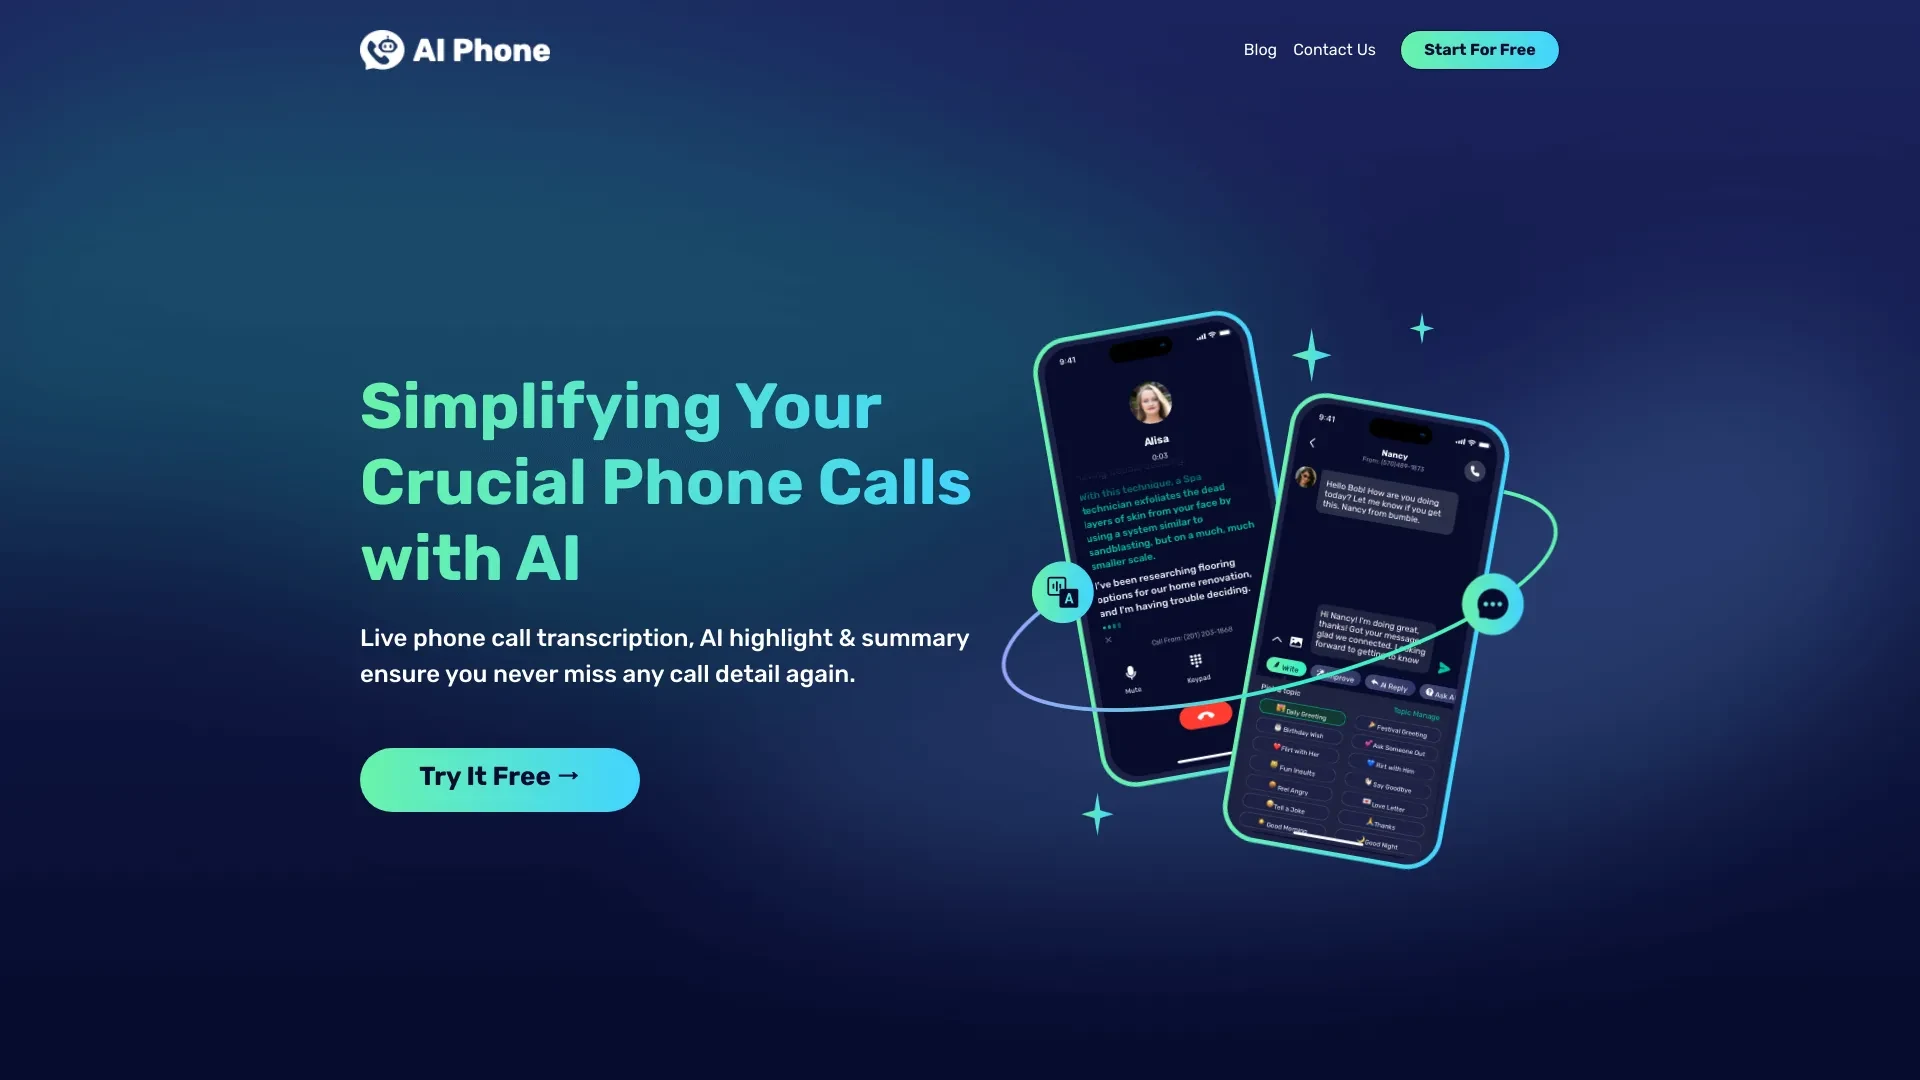 AI Phone
Blog
Contact Us
Start For Free
Simplifying Your
Crucial Phone Calls
with AI
Live phone call transcription, AI highlight & summary
ensure you never miss any call detail again.
Try It Free →
9:41
Alisa
0:03
With this technique, a Spa
technician exfoliates the dead
layers of skin from your face by
using a system similar to
sandblasting, but on a much, much
smaller scale.
I've been researching flooring
options for our home renovation,
and I'm having trouble deciding.
Call From: (201) 203-1868
Mute
Keypad
A
9:41
Nancy
From: (575)489-1873
Hello Bob! How are you doing
today? Let me know if you get
this. Nancy from bumble.
Hi Nancy! I'm doing great,
thanks! Got your message,
glad we connected. Looking
forward to getting to know
Write
Improve
AI Reply
Ask A
Pick a topic
Topic Manage
Daily Greeting
Festival Greeting
Birthday Wish
Ask Someone Out
Flirt with Her
Flirt with Him
Fun Insults
Say Goodbye
Feel Angry
Love Letter
Tell a Joke
Thanks
Good Morning
Good Night